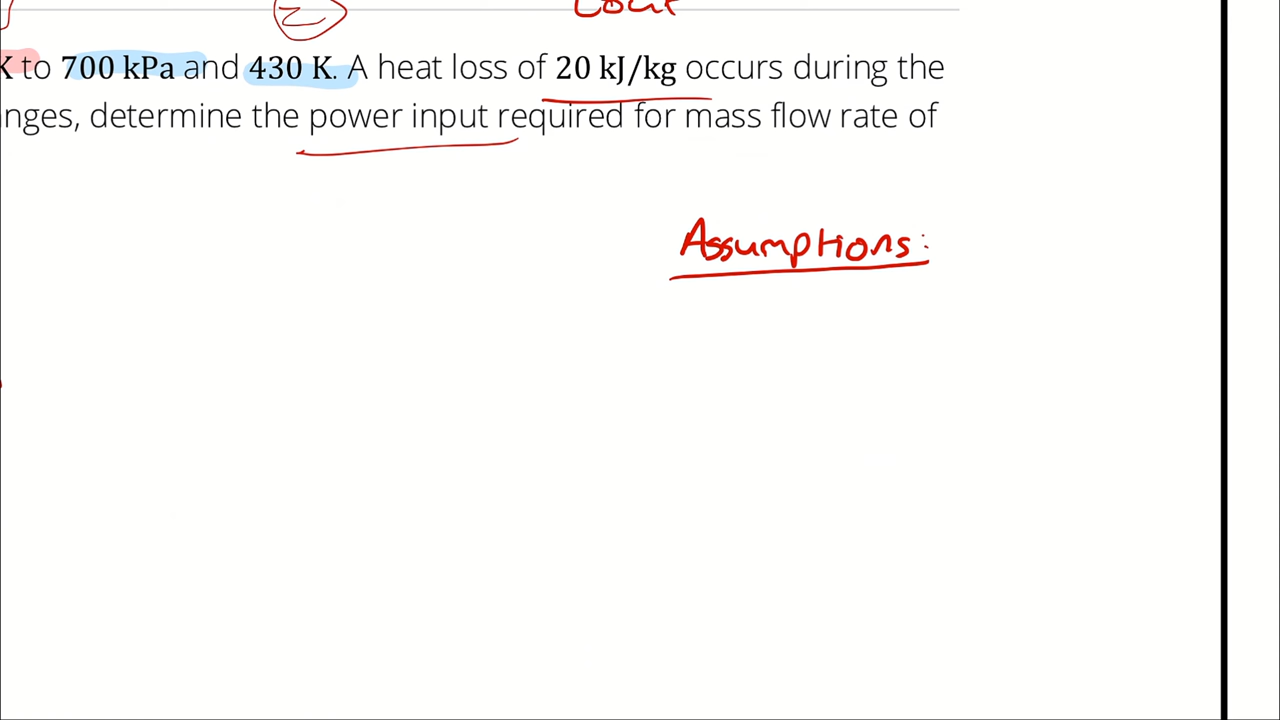 ②
K to 700 kPa and 430 K. A heat loss of 20 kJ/kg occurs during the
nges, determine the power input required for mass flow rate of
Assumptions: